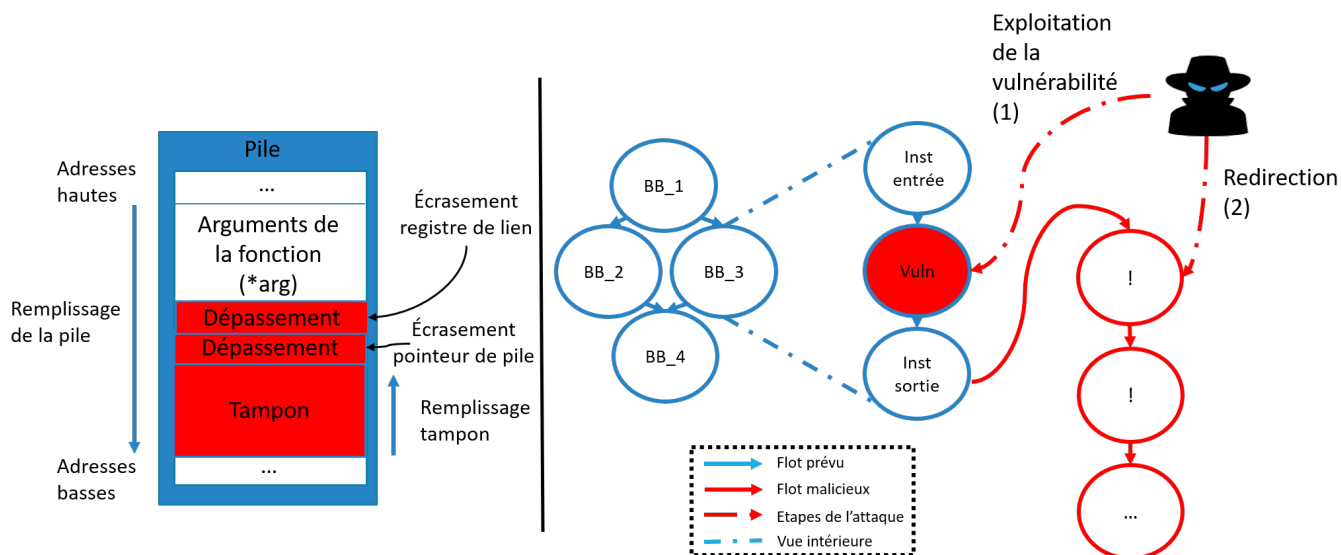 Pile
Adresses
hautes
...
Arguments de
la fonction
(*arg)
Remplissage
de la pile
Dépassement
Dépassement
Tampon
...
Adresses
basses
Écrasement
registre de lien
Écrasement
pointeur de pile
Remplissage
tampon
BB_1
BB_2
BB_3
BB_4
Inst
entrée
Vuln
Inst
sortie
Exploitation
de la
vulnérabilité
(1)
Redirection
(2)
!
!
...
Flot prévu
Flot malicieux
Etapes de l'attaque
Vue intérieure